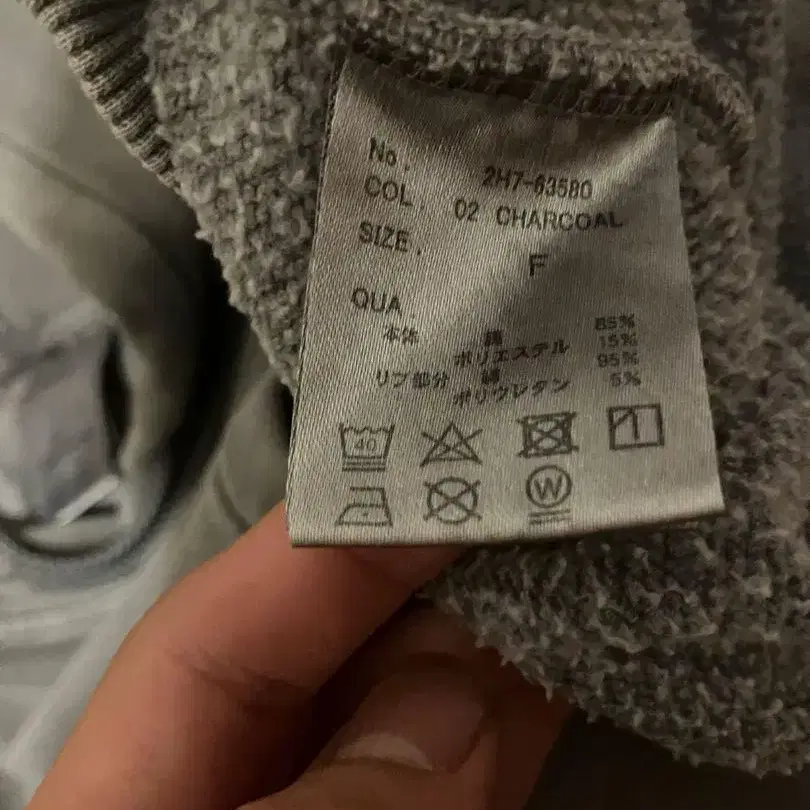 No. 2H7-63580
COL. 02 CHARCOAL
SIZE. F
QUA.
本体 綿 85%
ポリエステル 15%
リブ部分 綿 95%
ポリウレタン 5%
40
W